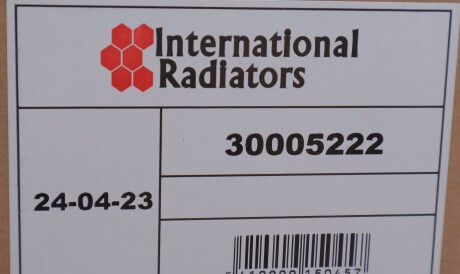 International
Radiators
30005222
24-04-23